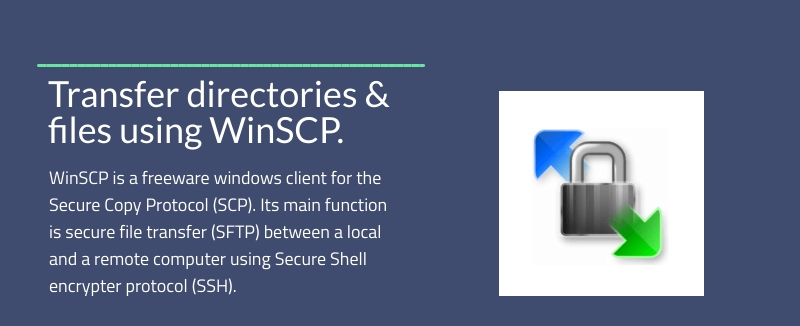 Transfer directories &
files using WinSCP.
WinSCP is a freeware windows client for the
Secure Copy Protocol (SCP). Its main function
is secure file transfer (SFTP) between a local
and a remote computer using Secure Shell
encrypter protocol (SSH).